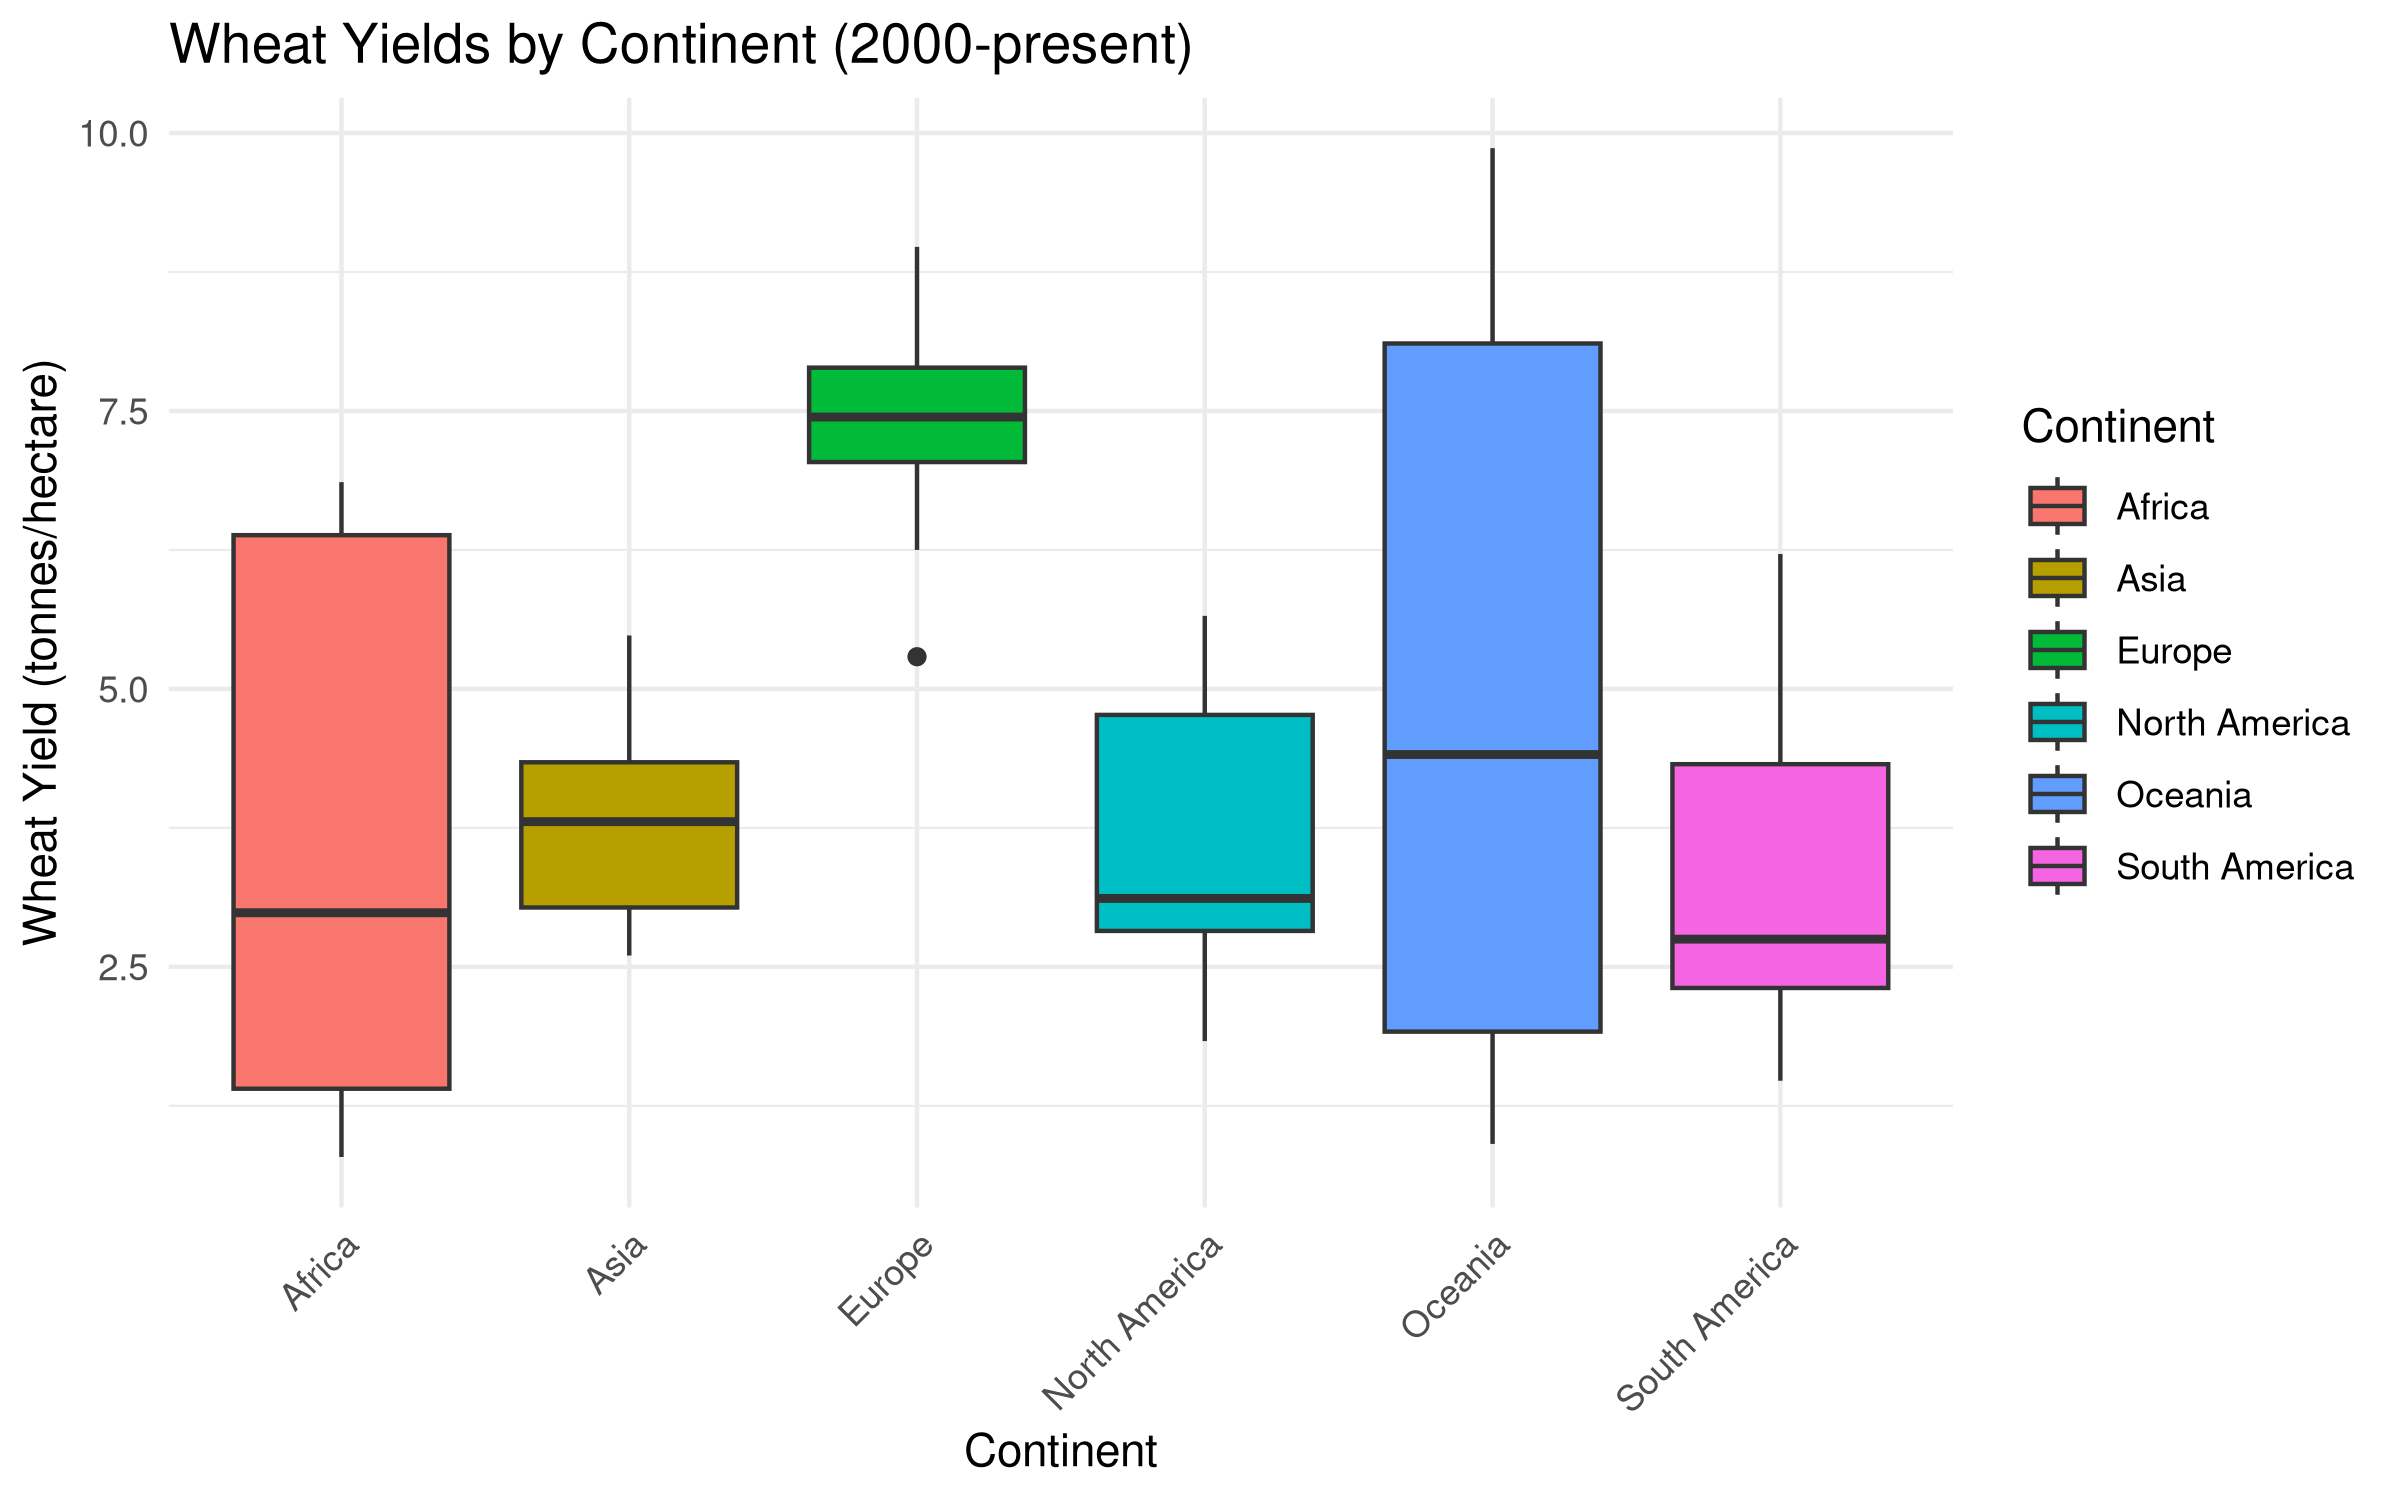 Wheat Yields by Continent (2000-present)
Wheat Yield (tonnes/hectare)
10.0
7.5
5.0
2.5
Africa
Asia
Europe
North America
Oceania
South America
Continent
Continent
Africa
Asia
Europe
North America
Oceania
South America